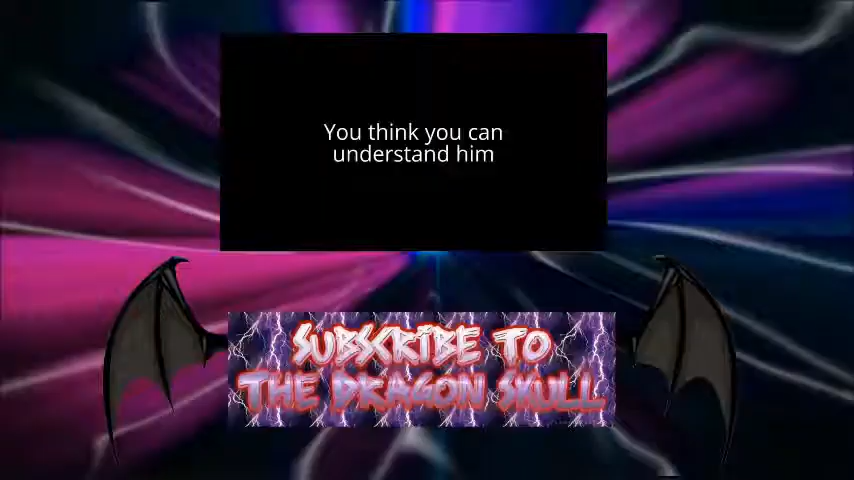 You think you can
understand him
SUBSCRIBE TO
THE DRAGON SKULL